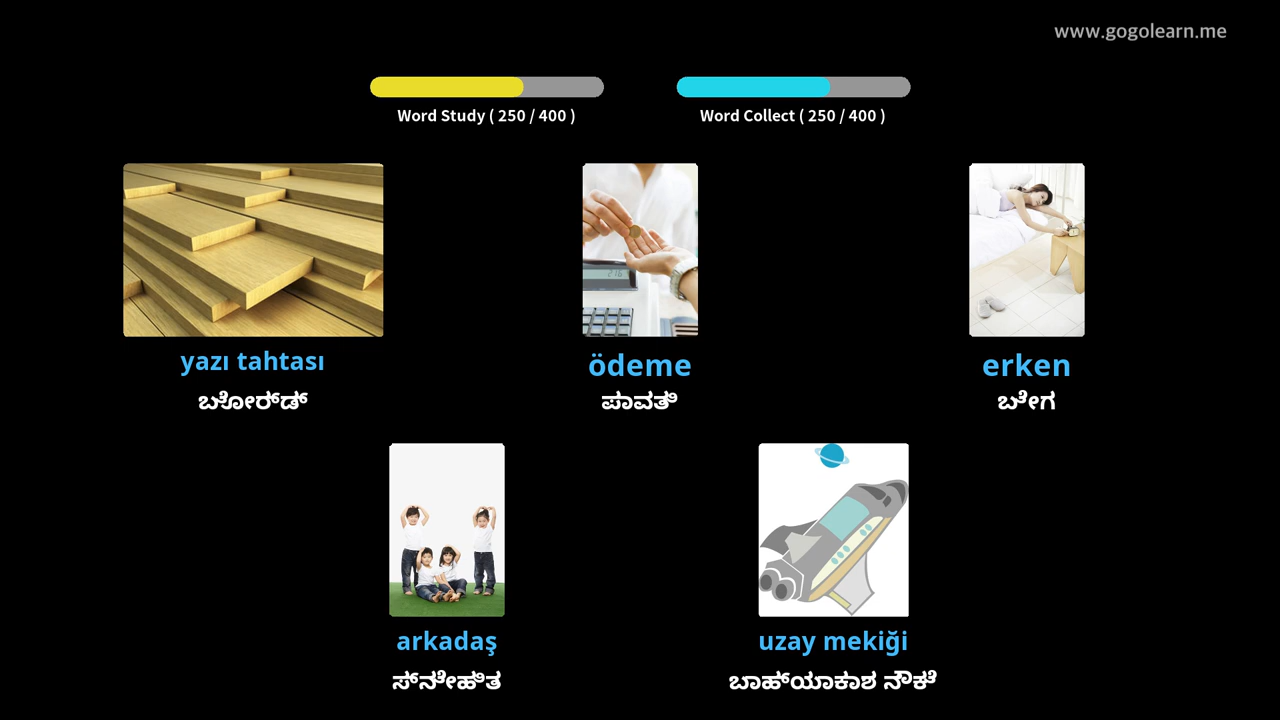 www.gogolearn.me
Word Study ( 250 / 400 )
Word Collect ( 250 / 400 )
yazı tahtası
ಬೋರ್ಡ್
ödeme
ಪಾವತಿ
erken
ಬೇಗ
arkadaş
ಸ್ನೇಹಿತ
uzay mekiği
ಬಾಹ್ಯಾಕಾಶ ನೌಕೆ